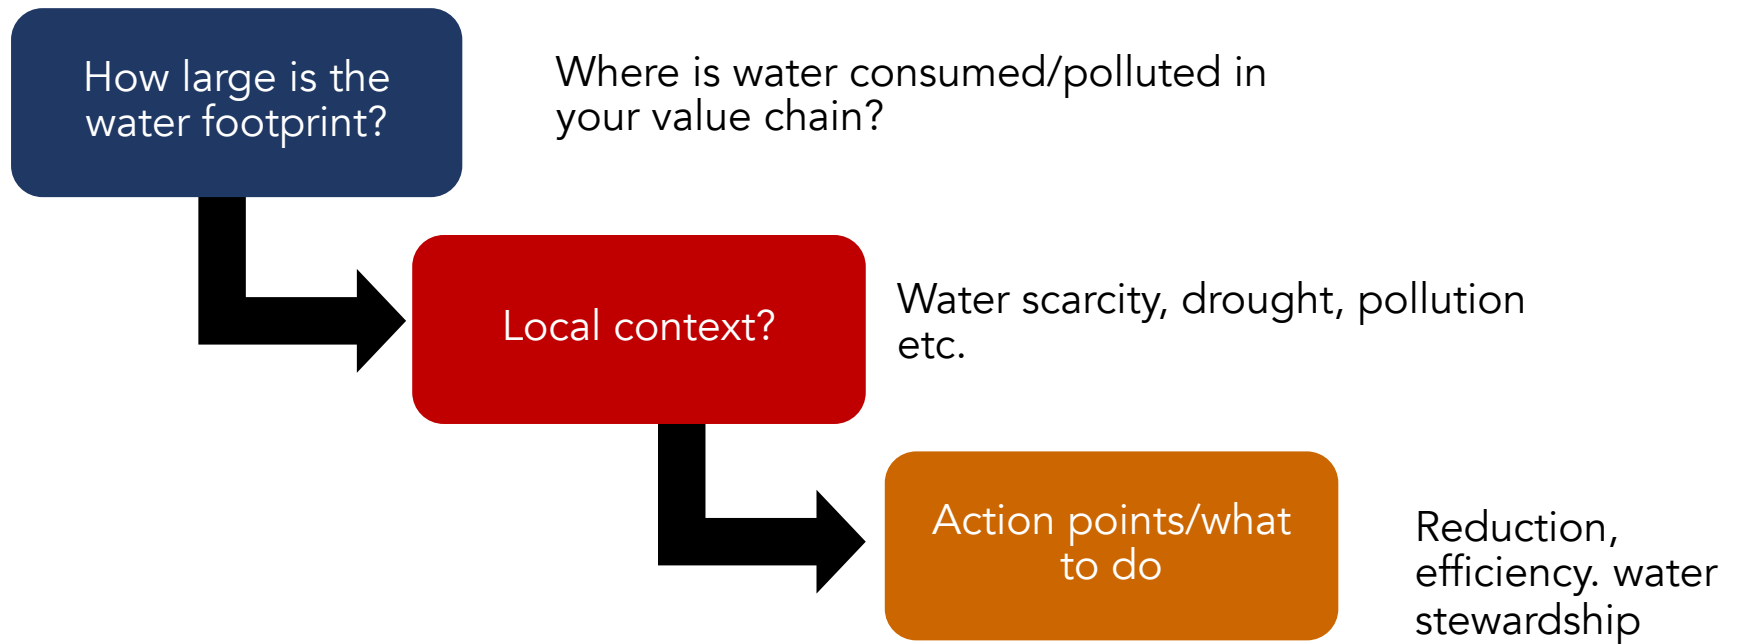 How large is the
water footprint?
Where is water consumed/polluted in
your value chain?
Local context?
Water scarcity, drought, pollution
etc.
Action points/what
to do
Reduction,
efficiency. water
stewardship